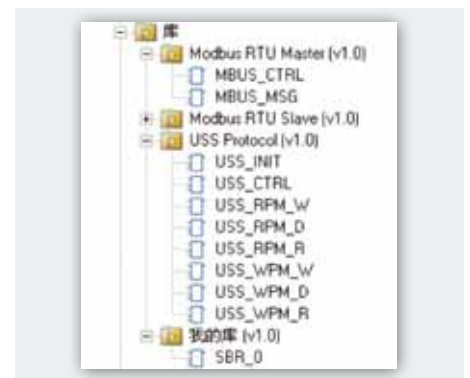 库
Modbus RTU Master (v1.0)
MBUS_CTRL
MBUS_MSG
Modbus RTU Slave (v1.0)
USS Protocol (v1.0)
USS_INIT
USS_CTRL
USS_RPM_W
USS_RPM_D
USS_RPM_R
USS_WPM_W
USS_WPM_D
USS_WPM_R
我的库 (v1.0)
SBR_0